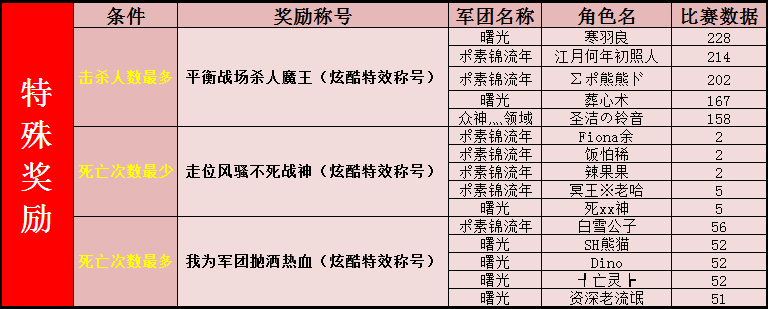 条件 奖励称号 军团名称 角色名 比赛数据
特殊奖励
击杀人数最多 平衡战场杀人魔王（炫酷特效称号）
曙光 寒羽良 228
ポ素锦流年 江月何年初照人 214
ポ素锦流年 Σポ熊熊ド 202
曙光 葬心术 167
众神灬领域 圣洁の铃音 158
死亡次数最少 走位风骚不死战神（炫酷特效称号）
ポ素锦流年 Fiona余 2
ポ素锦流年 饭怕稀 2
ポ素锦流年 辣果果 2
ポ素锦流年 冥王※老哈 5
曙光 死xx神 5
死亡次数最多 我为军团抛洒热血（炫酷特效称号）
ポ素锦流年 白雪公子 56
曙光 SH熊猫 52
曙光 Dino 52
曙光 ┫亡灵┣ 52
曙光 资深老流氓 51